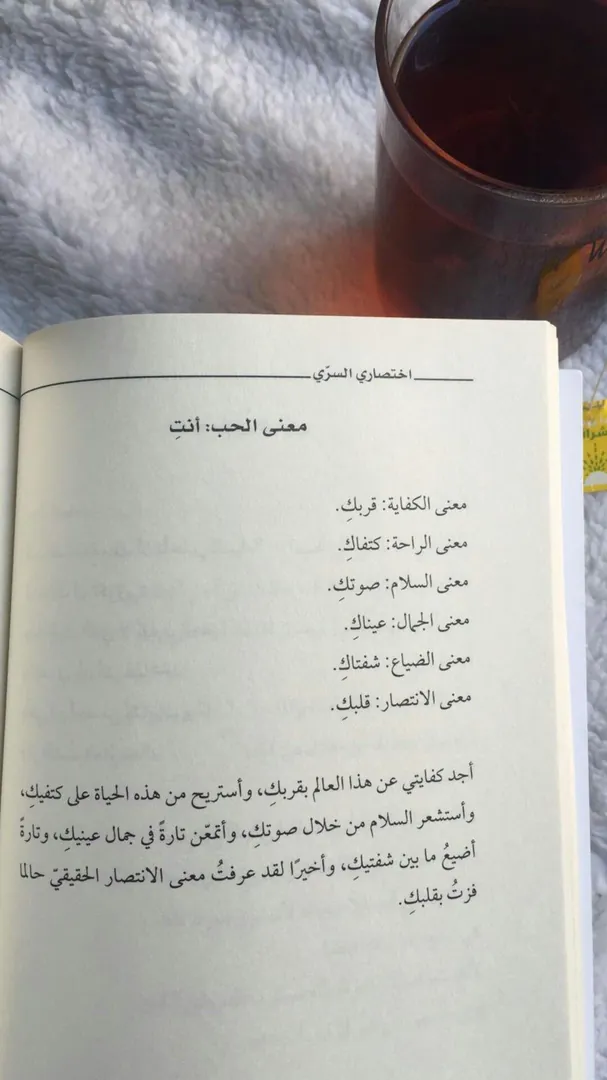 اختصاري السرّي
معنى الحب: أنتِ
معنى الكفاية: قربكِ.
معنى الراحة: كتفاكِ.
معنى السلام: صوتكِ.
معنى الجمال: عيناكِ.
معنى الضياع: شفتاكِ.
معنى الانتصار: قلبكِ.
أجد كفايتي عن هذا العالم بقربكِ، وأستريح من هذه الحياة على كتفيكِ،
وأستشعر السلام من خلال صوتكِ، وأتمعّن تارةً في جمال عينيكِ، وتارةً
أضيعُ ما بين شفتيكِ، وأخيرًا لقد عرفتُ معنى الانتصار الحقيقيّ حالما
فزتُ بقلبكِ.